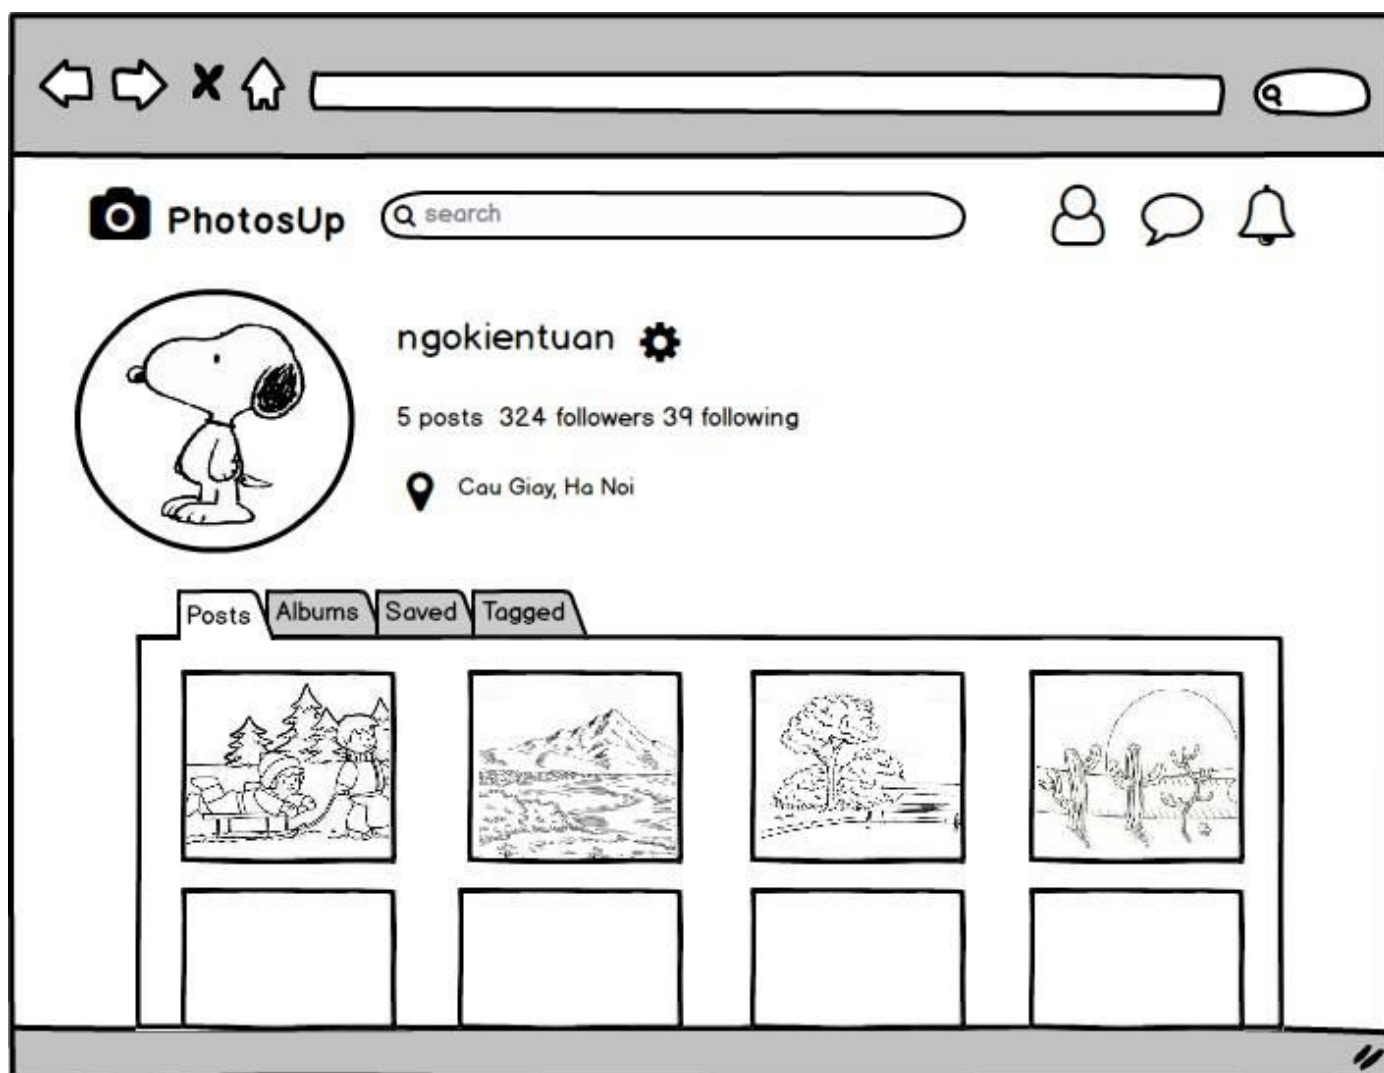 PhotosUp
search
ngokientuan
5 posts 324 followers 39 following
Cau Giay, Ha Noi
Posts
Albums
Saved
Tagged